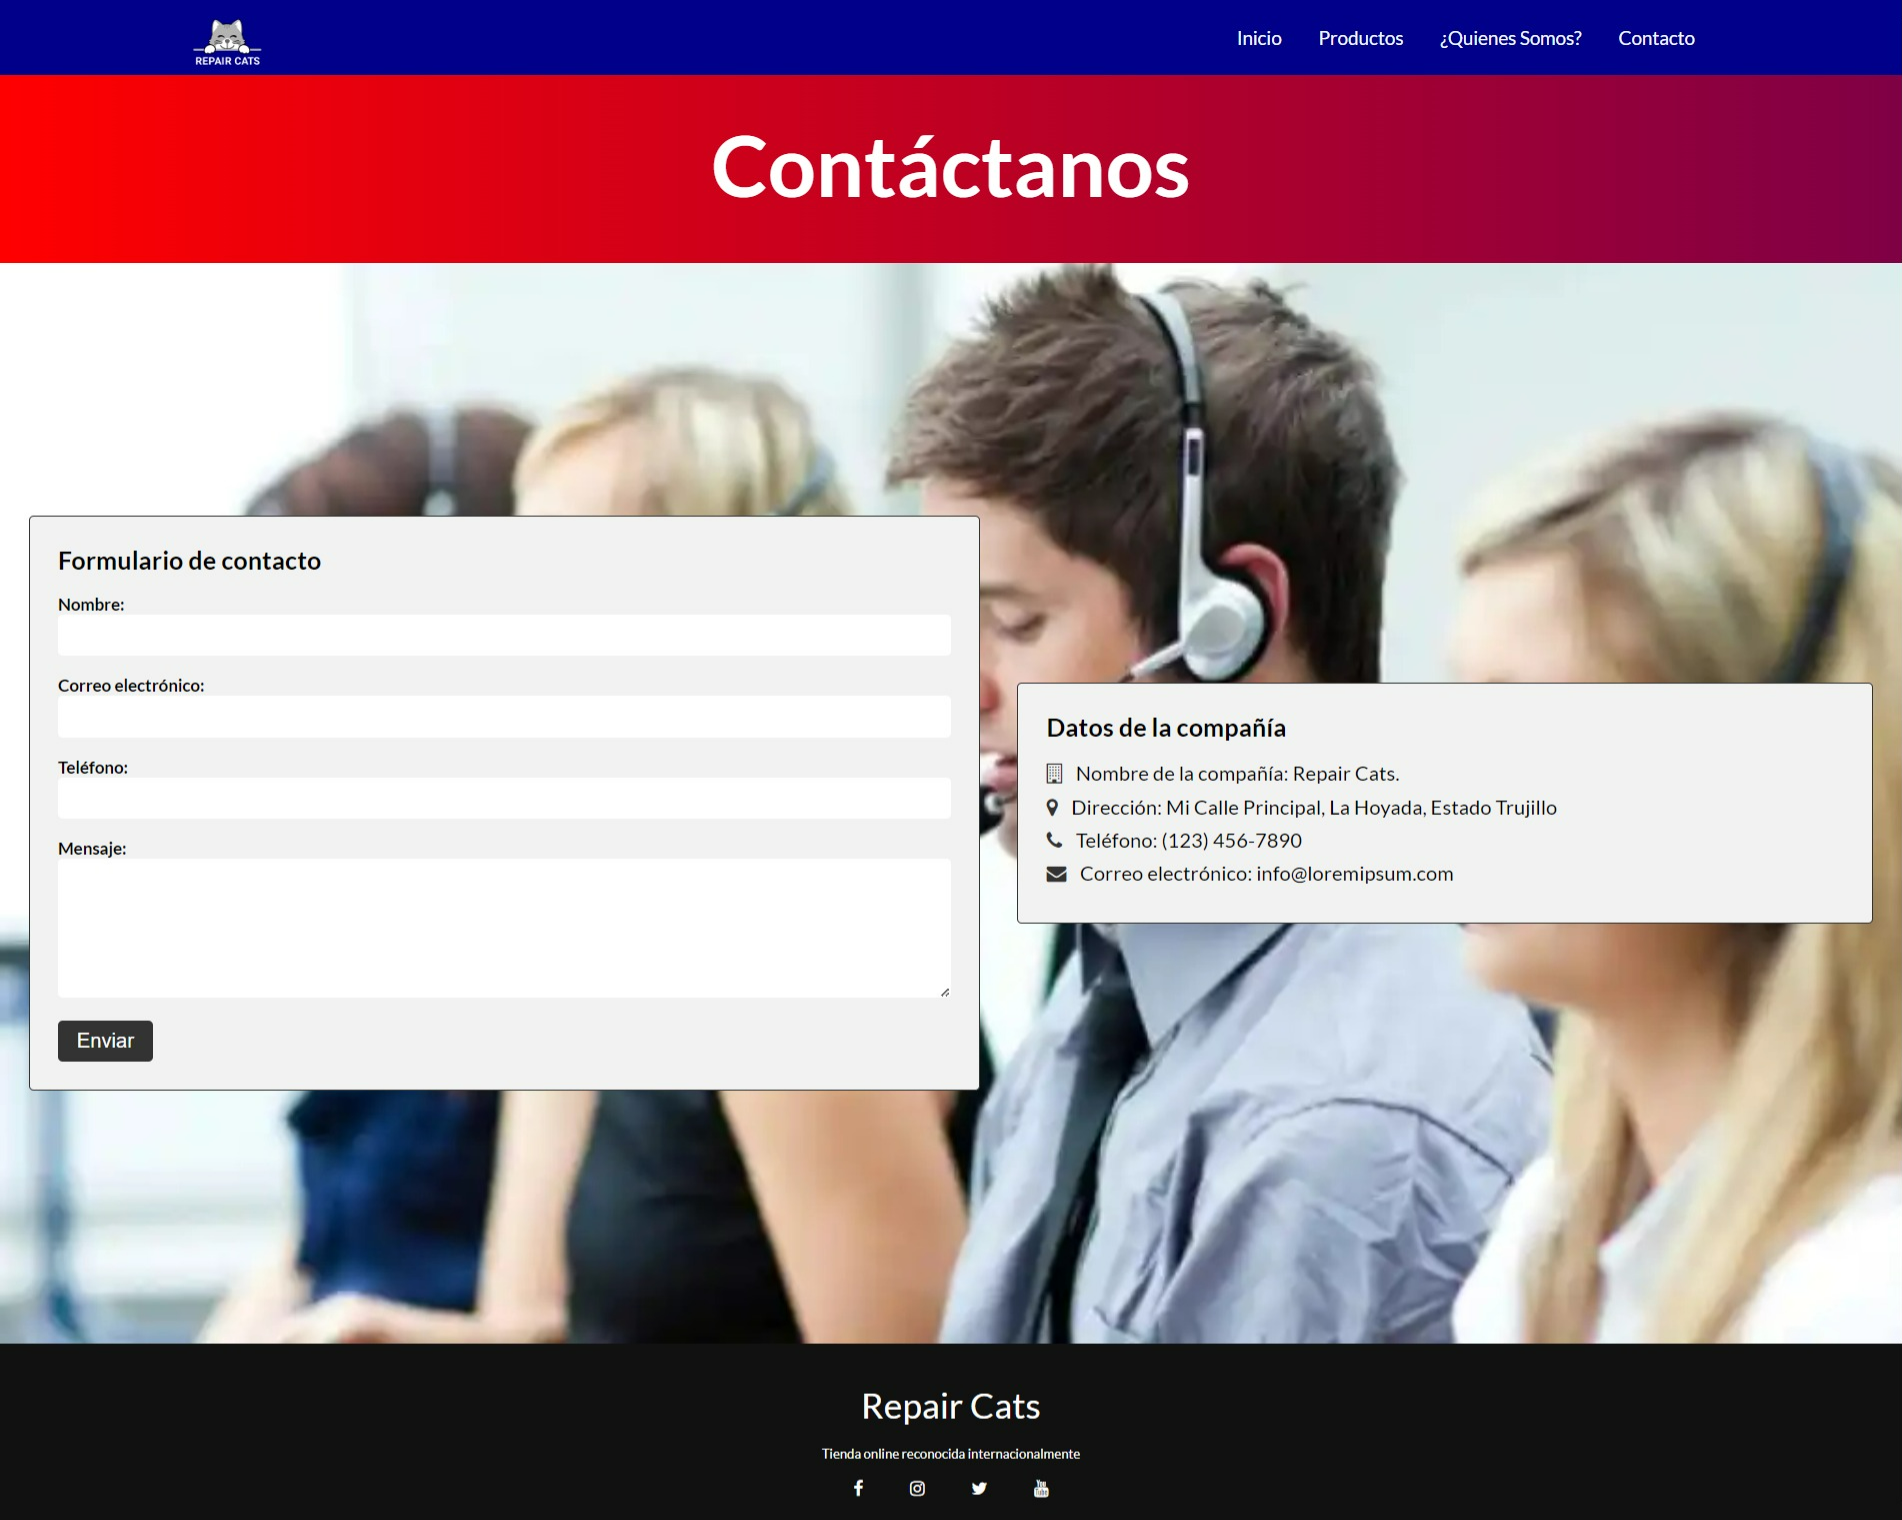 REPAIR CATS
Inicio
Productos
¿Quienes Somos?
Contacto
Contáctanos
Formulario de contacto
Nombre:
Correo electrónico:
Teléfono:
Mensaje:
Enviar
Datos de la compañía
Nombre de la compañía: Repair Cats.
Dirección: Mi Calle Principal, La Hoyada, Estado Trujillo
Teléfono: (123) 456-7890
Correo electrónico: info@loremipsum.com
Repair Cats
Tienda online reconocida internacionalmente
You
Tube